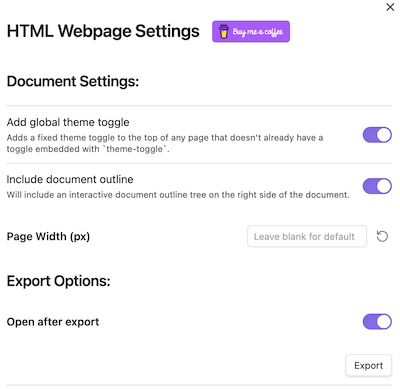 HTML Webpage Settings
Buy me a coffee
Document Settings:
Add global theme toggle
Adds a fixed theme toggle to the top of any page that doesn't already have a
toggle embedded with `theme-toggle`.
Include document outline
Will include an interactive document outline tree on the right side of the document.
Page Width (px)
Leave blank for default
Export Options:
Open after export
Export